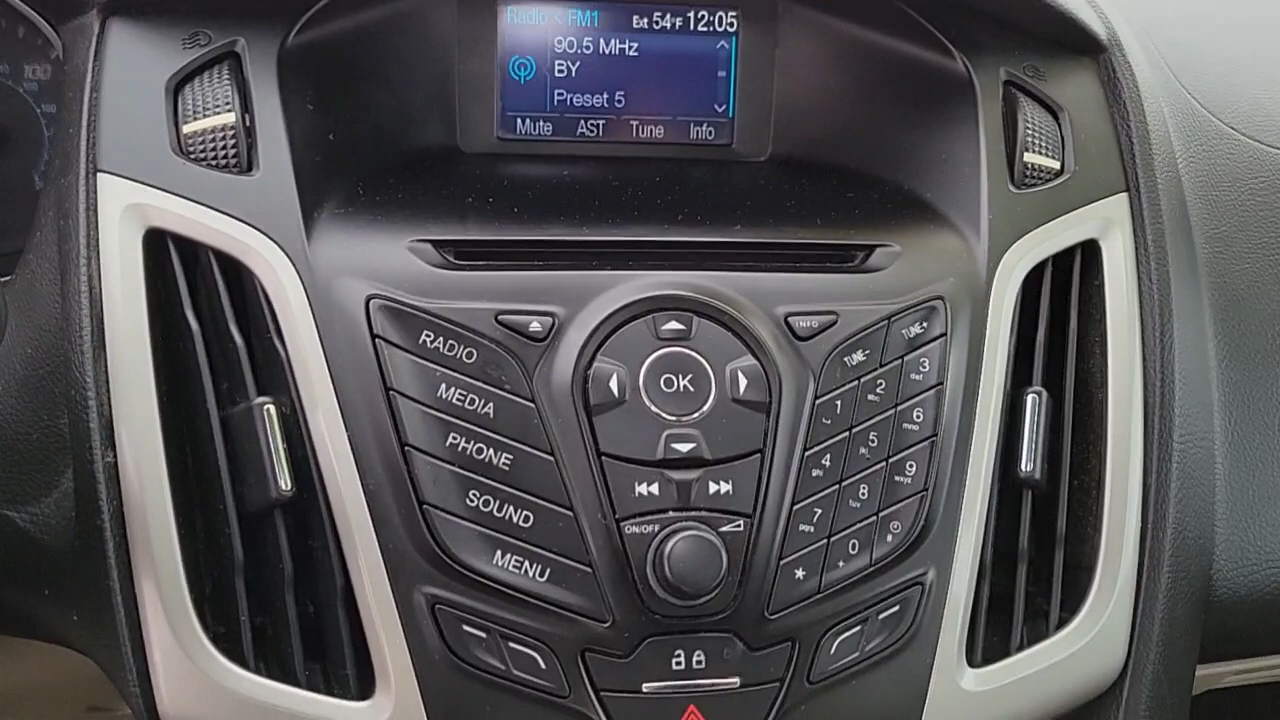 Radio < FM1 Ext 54°F 12:05
90.5 MHz
BY
Preset 5
Mute AST Tune Info
100
RADIO
MEDIA
PHONE
SOUND
MENU
OK
ON/OFF
INFO
TUNE- TUNE+
1 2 abc 3 def
4 ghi 5 jkl 6 mno
7 pqrs 8 tuv 9 wxyz
* 0 +